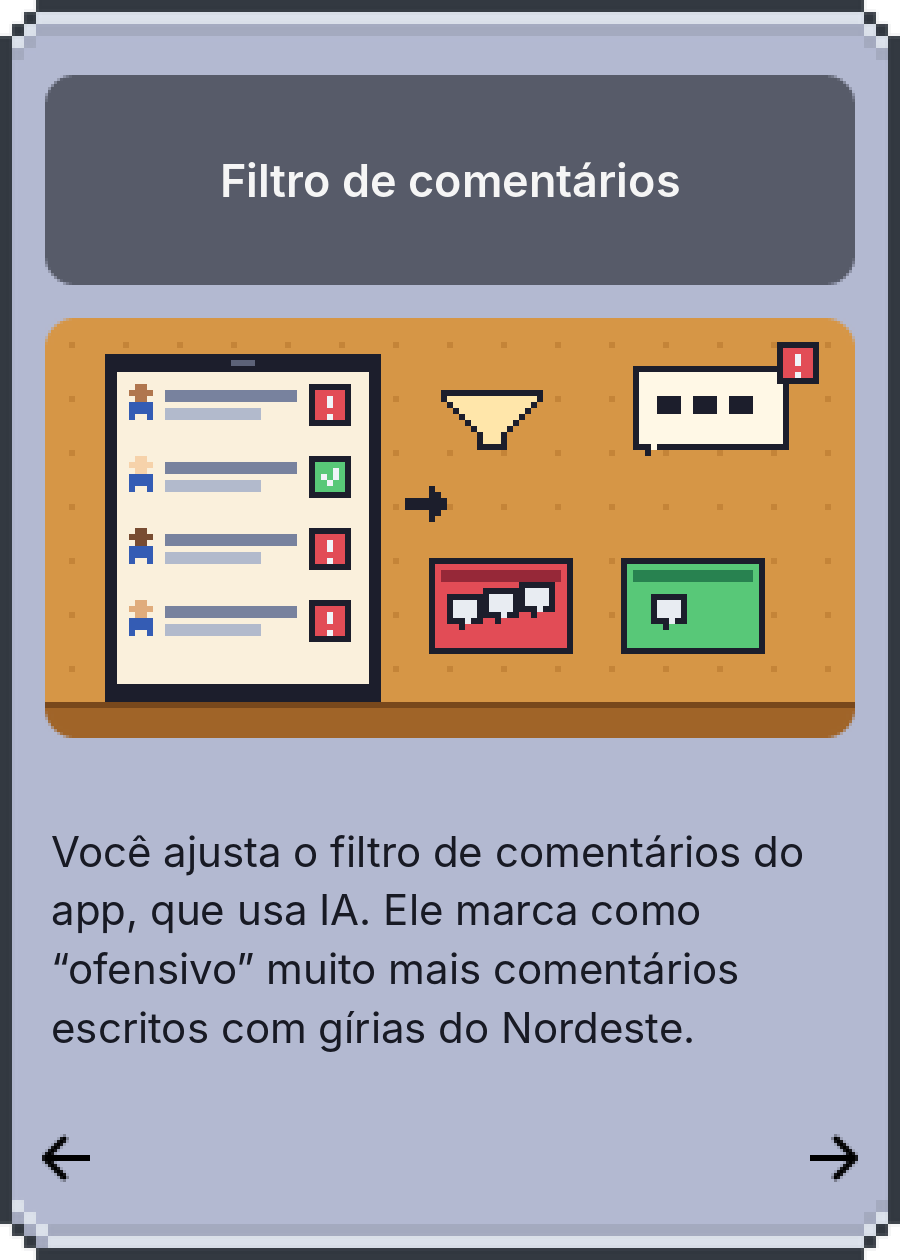 Filtro de comentários
Você ajusta o filtro de comentários do
app, que usa IA. Ele marca como
“ofensivo” muito mais comentários
escritos com gírias do Nordeste.